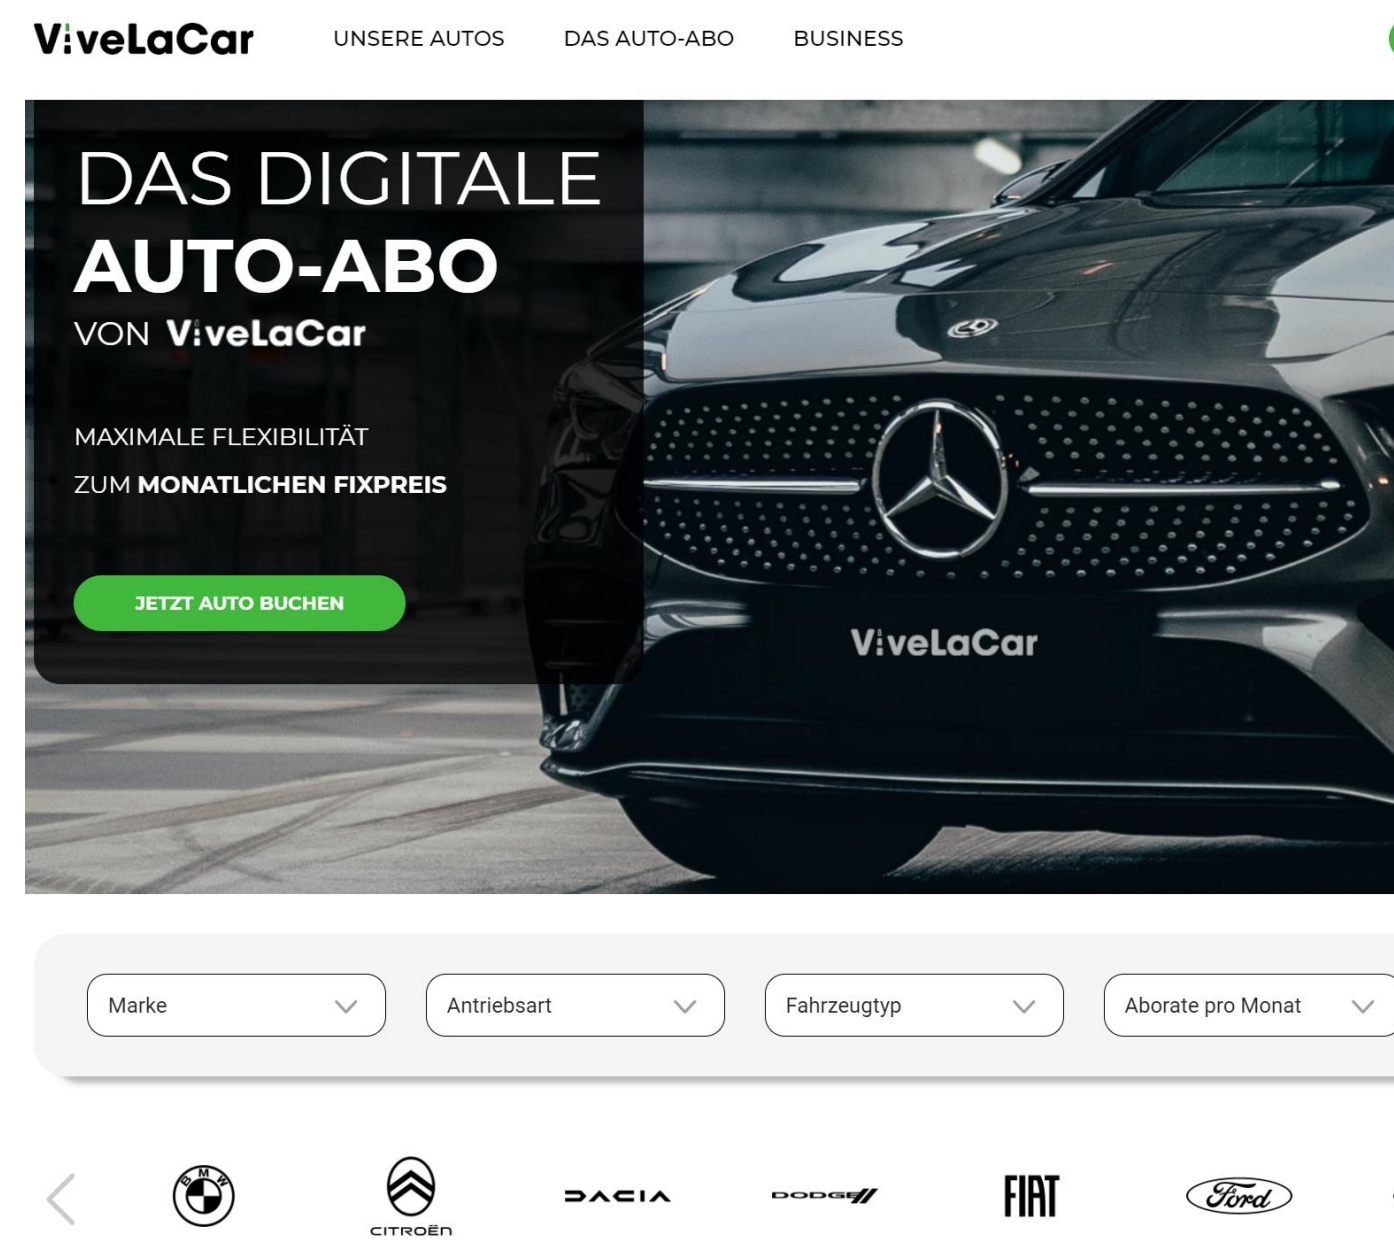 ViveLaCar
UNSERE AUTOS
DAS AUTO-ABO
BUSINESS
DAS DIGITALE
AUTO-ABO
VON ViveLaCar
MAXIMALE FLEXIBILITÄT
ZUM MONATLICHEN FIXPREIS
JETZT AUTO BUCHEN
ViveLaCar
Marke
Antriebsart
Fahrzeugtyp
Aborate pro Monat
BMW
CITROËN
DACIA
DODGE
FIAT
Ford